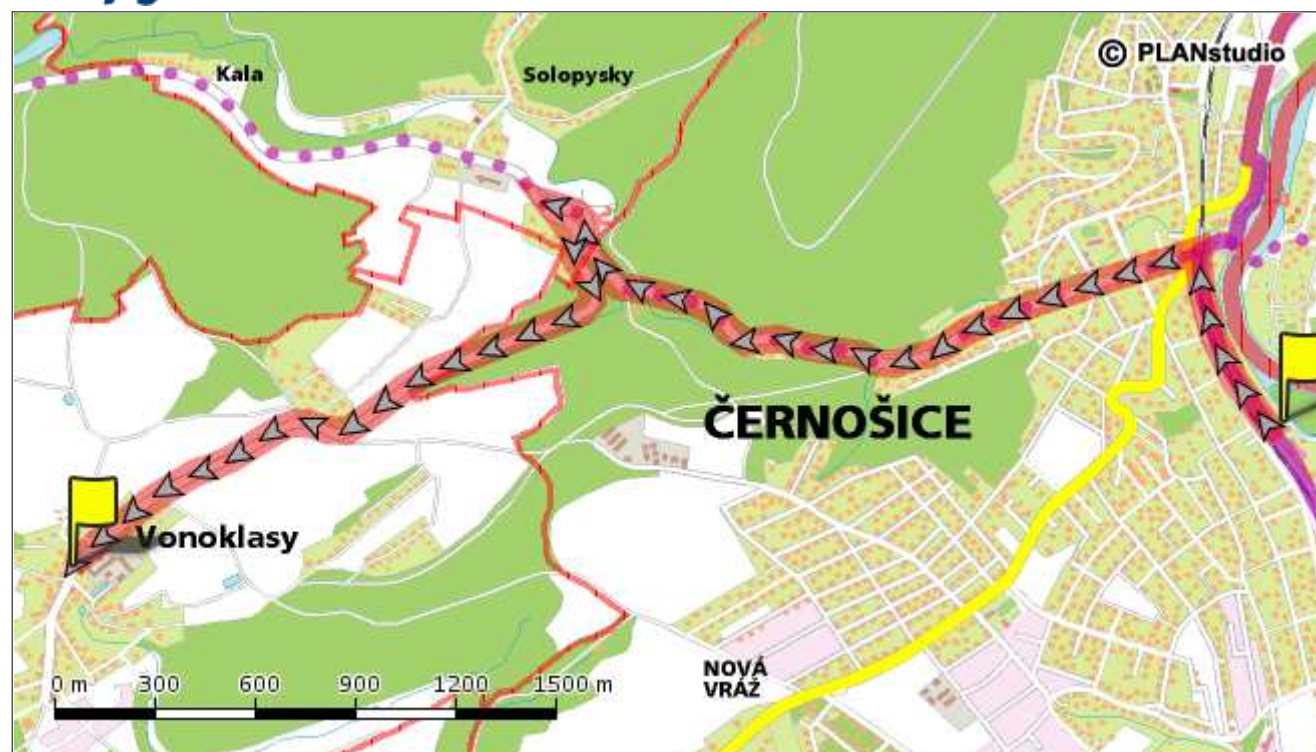 © PLANstudio
Kala
Solopysky
ČERNOŠICE
Vonoklasy
NOVÁ
VRÁŽ
0 m 300 600 900 1200 1500 m